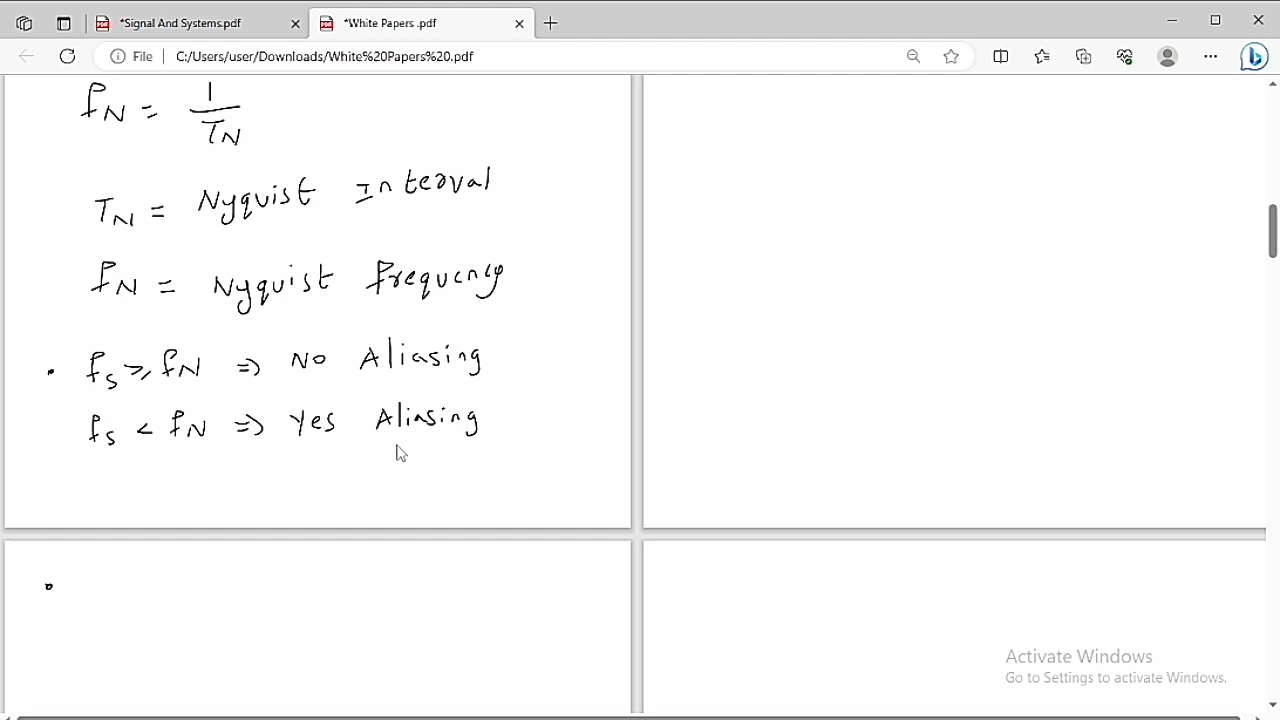 *Signal And Systems.pdf
*White Papers .pdf
File
C:/Users/user/Downloads/White%20Papers%20.pdf
fN = 1/TN
TN = Nyquist Interval
fN = Nyquist frequency
• fs ≥ fN ⇒ No Aliasing
fs < fN ⇒ Yes Aliasing
Activate Windows
Go to Settings to activate Windows.